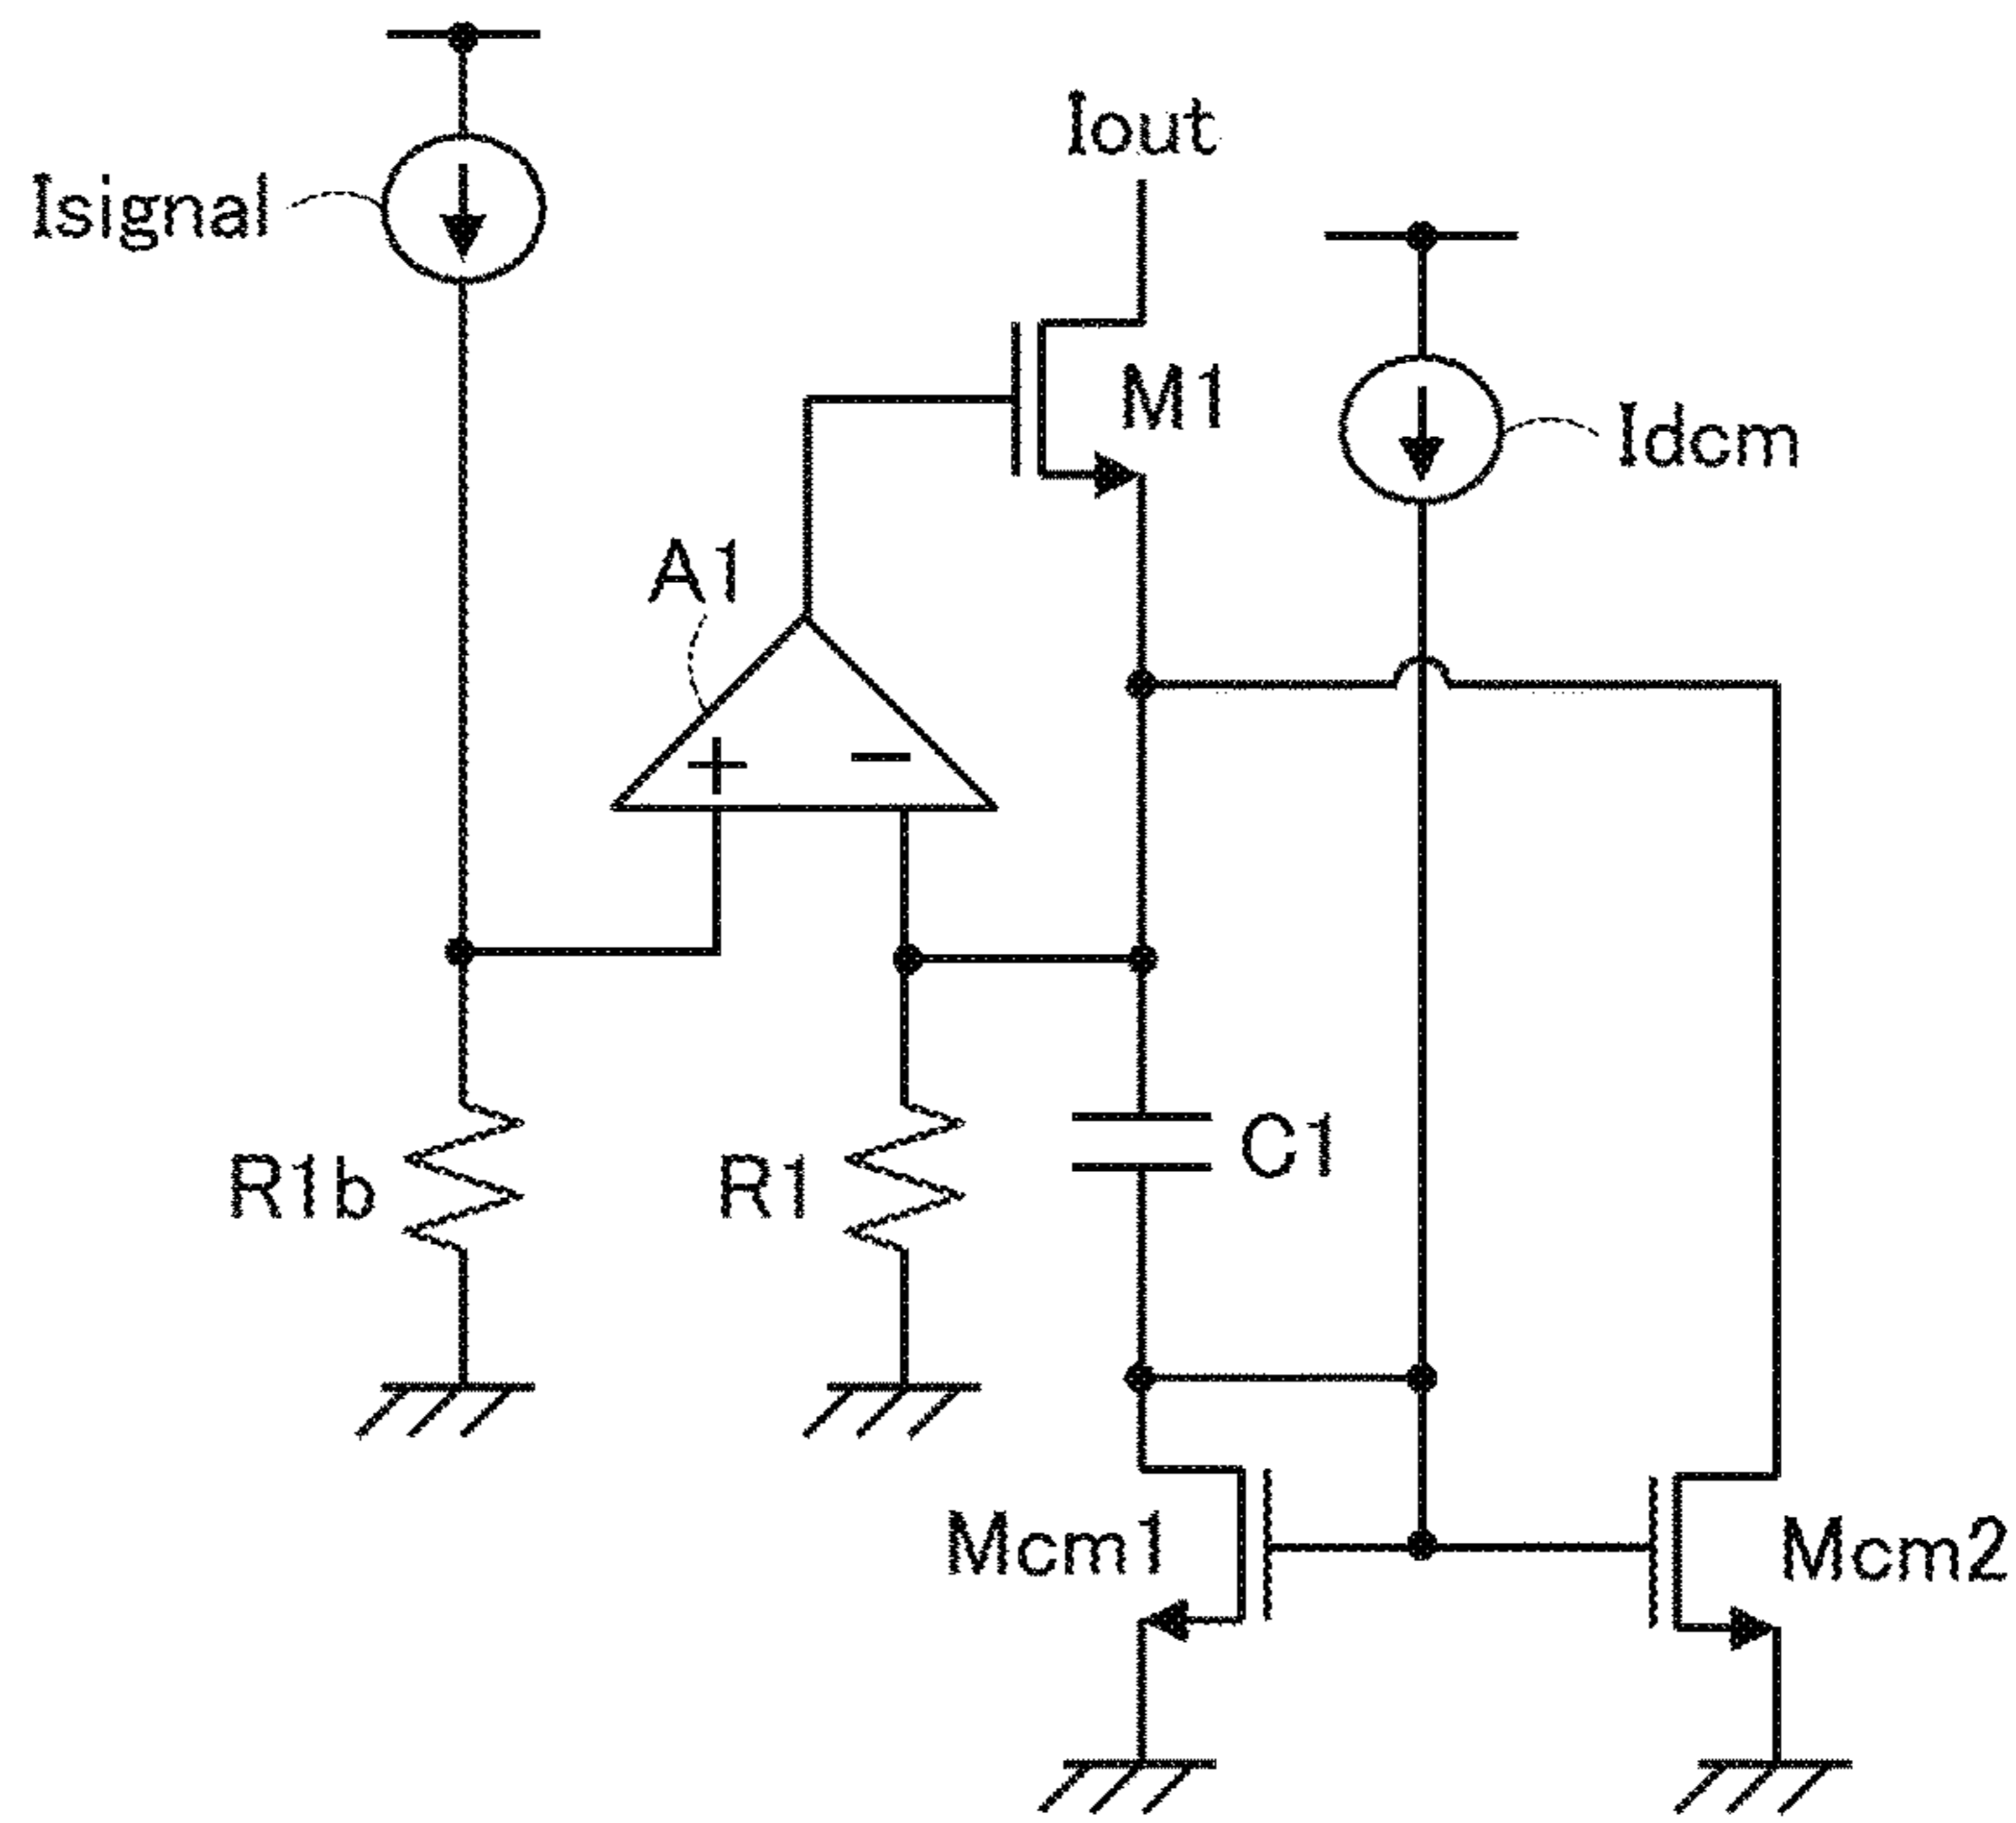 Iout
Isignal
M1
Idcm
A1
+
−
R1b
R1
C1
Mcm1
Mcm2